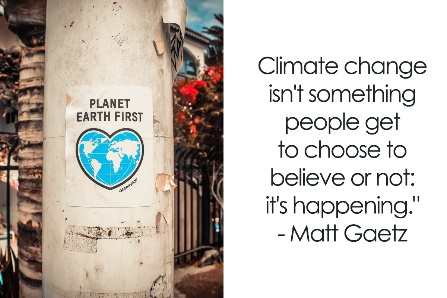 PLANET
EARTH FIRST
Climate change
isn't something
people get
to choose to
believe or not:
it's happening."
- Matt Gaetz